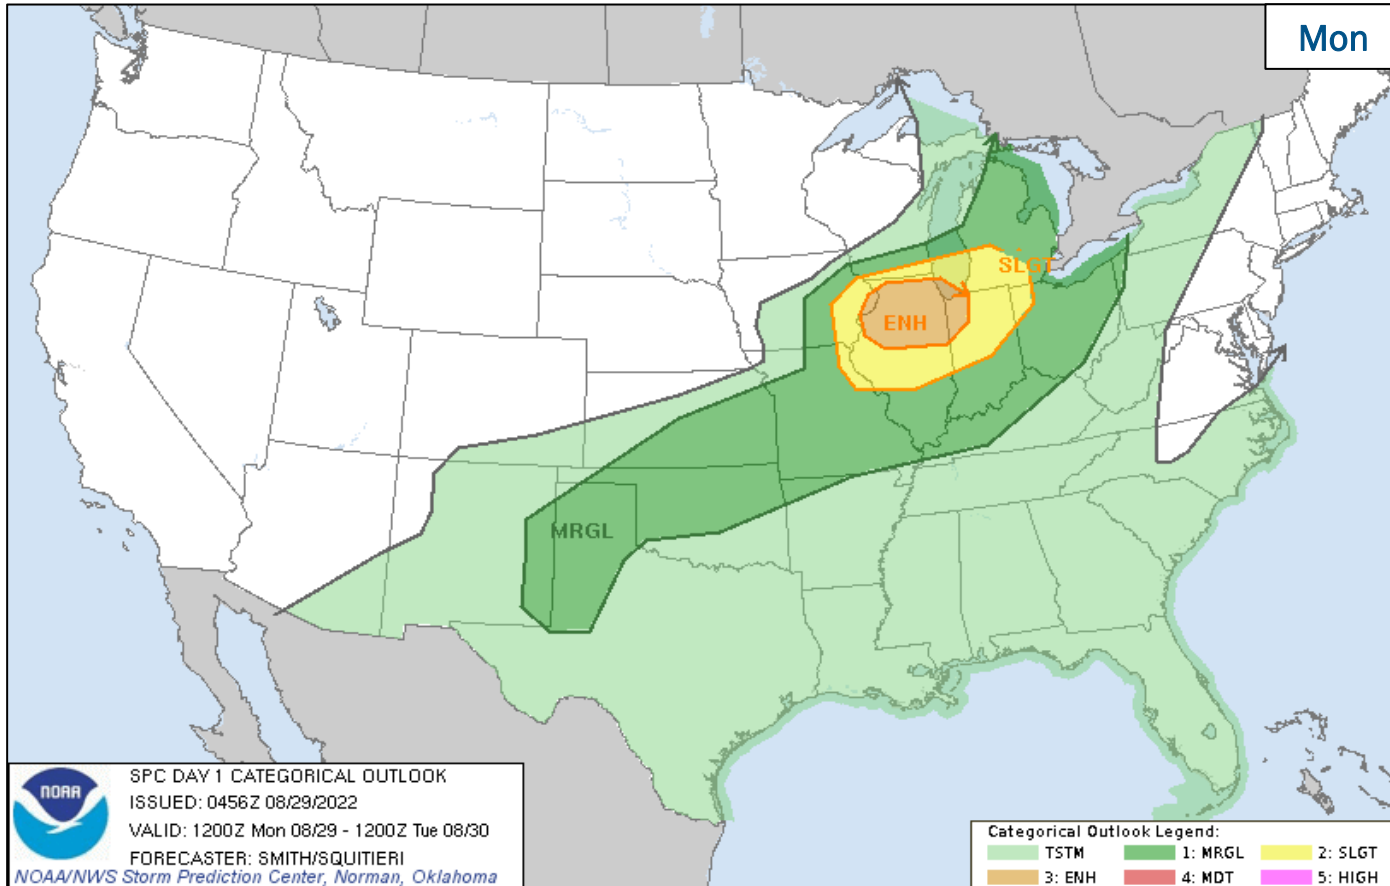 Mon
SLGT
ENH
MRGL
NOAA
SPC DAY 1 CATEGORICAL OUTLOOK
ISSUED: 0456Z 08/29/2022
VALID: 1200Z Mon 08/29 - 1200Z Tue 08/30
FORECASTER: SMITH/SQUITIERI
NOAA/NWS Storm Prediction Center, Norman, Oklahoma
Categorical Outlook Legend:
TSTM 1: MRGL 2: SLGT
3: ENH 4: MDT 5: HIGH